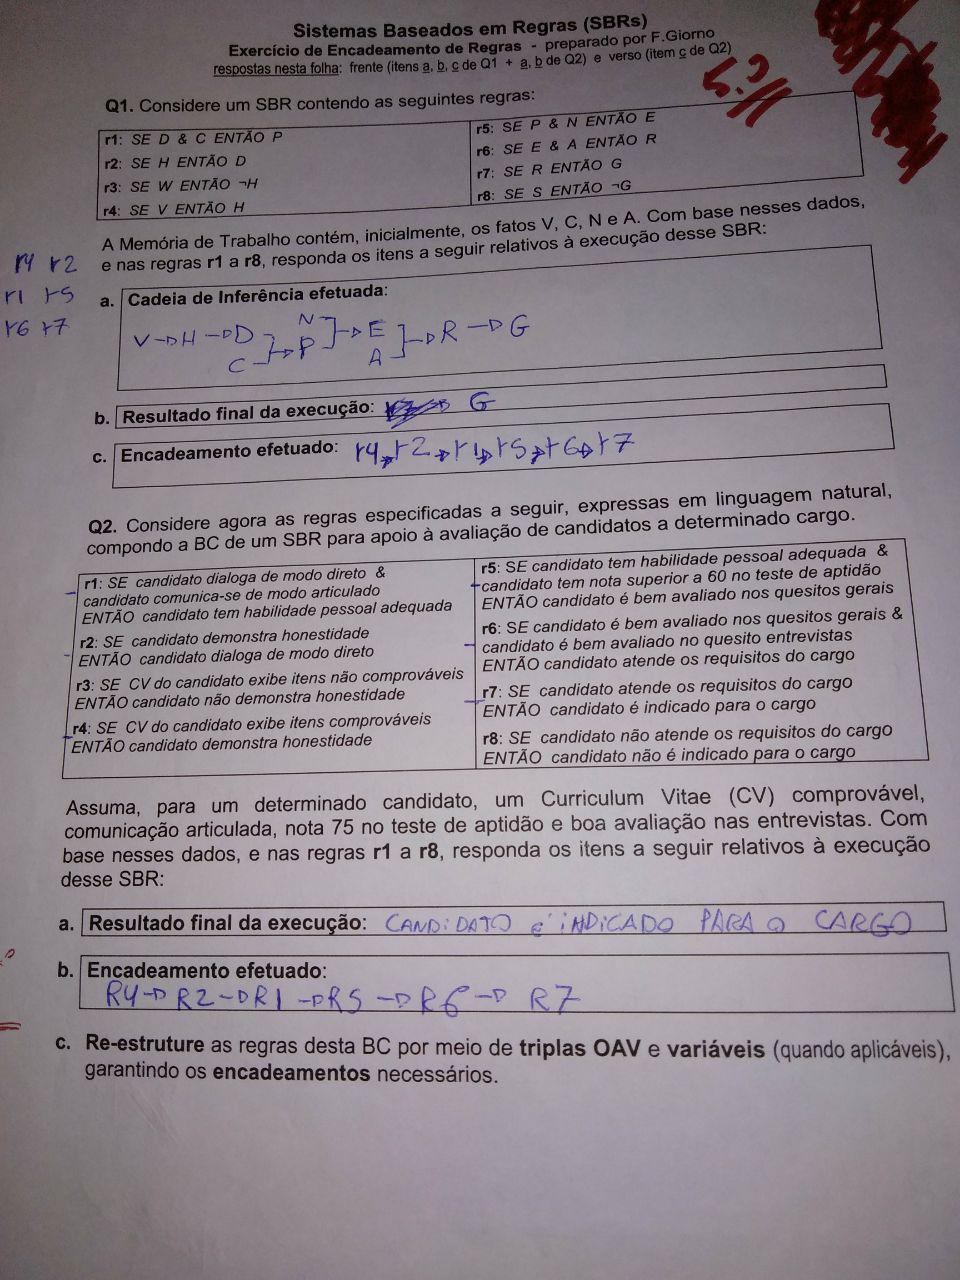 Sistemas Baseados em Regras (SBRs)
Exercício de Encadeamento de Regras - preparado por F.Giorno
respostas nesta folha: frente (itens a, b, c de Q1 + a, b de Q2) e verso (item c de Q2)
Q1. Considere um SBR contendo as seguintes regras:
r1: SE D & C ENTÃO P
r2: SE H ENTÃO D
r3: SE W ENTÃO ¬H
r4: SE V ENTÃO H
r5: SE P & N ENTÃO E
r6: SE E & A ENTÃO R
r7: SE R ENTÃO G
r8: SE S ENTÃO ¬G
A Memória de Trabalho contém, inicialmente, os fatos V, C, N e A. Com base nesses dados,
e nas regras r1 a r8, responda os itens a seguir relativos à execução desse SBR:
r4 r2
r1 r5
r6 r7
a. Cadeia de Inferência efetuada:
V→H→D C → P N → E A → R → G
b. Resultado final da execução: G
c. Encadeamento efetuado: r4→r2→r1→r5→r6→r7
Q2. Considere agora as regras especificadas a seguir, expressas em linguagem natural,
compondo a BC de um SBR para apoio à avaliação de candidatos a determinado cargo.
r1: SE candidato dialoga de modo direto &
candidato comunica-se de modo articulado
ENTÃO candidato tem habilidade pessoal adequada
r2: SE candidato demonstra honestidade
ENTÃO candidato dialoga de modo direto
r3: SE CV do candidato exibe itens não comprováveis
ENTÃO candidato não demonstra honestidade
r4: SE CV do candidato exibe itens comprováveis
ENTÃO candidato demonstra honestidade
r5: SE candidato tem habilidade pessoal adequada &
candidato tem nota superior a 60 no teste de aptidão
ENTÃO candidato é bem avaliado nos quesitos gerais
r6: SE candidato é bem avaliado nos quesitos gerais &
candidato é bem avaliado no quesito entrevistas
ENTÃO candidato atende os requisitos do cargo
r7: SE candidato atende os requisitos do cargo
ENTÃO candidato é indicado para o cargo
r8: SE candidato não atende os requisitos do cargo
ENTÃO candidato não é indicado para o cargo
Assuma, para um determinado candidato, um Curriculum Vitae (CV) comprovável,
comunicação articulada, nota 75 no teste de aptidão e boa avaliação nas entrevistas. Com
base nesses dados, e nas regras r1 a r8, responda os itens a seguir relativos à execução
desse SBR:
a. Resultado final da execução: CANDIDATO É INDICADO PARA O CARGO
b. Encadeamento efetuado:
R4→R2→R1→R5→R6→R7
c. Re-estruture as regras desta BC por meio de triplas OAV e variáveis (quando aplicáveis),
garantindo os encadeamentos necessários.